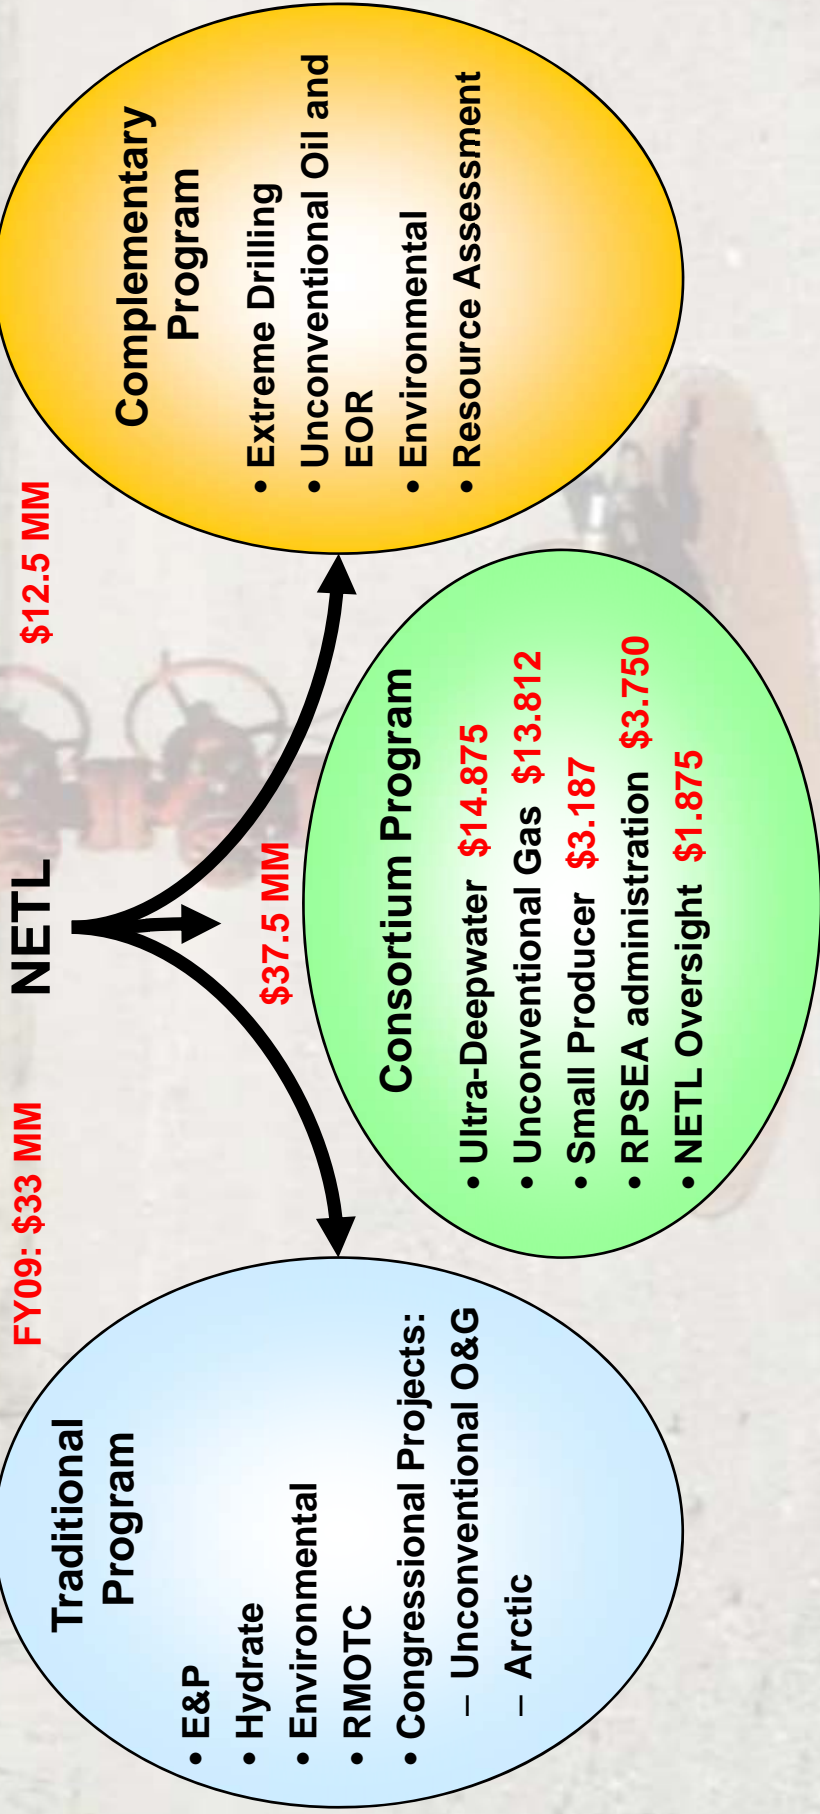 NETL
FY09: $33 MM
$37.5 MM
$12.5 MM
Traditional
Program
• E&P
• Hydrate
• Environmental
• RMOTC
• Congressional Projects:
– Unconventional O&G
– Arctic
Consortium Program
• Ultra-Deepwater $14.875
• Unconventional Gas $13.812
• Small Producer $3.187
• RPSEA administration $3.750
• NETL Oversight $1.875
Complementary
Program
• Extreme Drilling
• Unconventional Oil and
EOR
• Environmental
• Resource Assessment